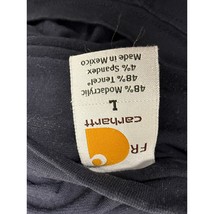 FR
carhartt
L
48% Modacrylic
48% Tencel®
4% Spandex
Made in Mexico